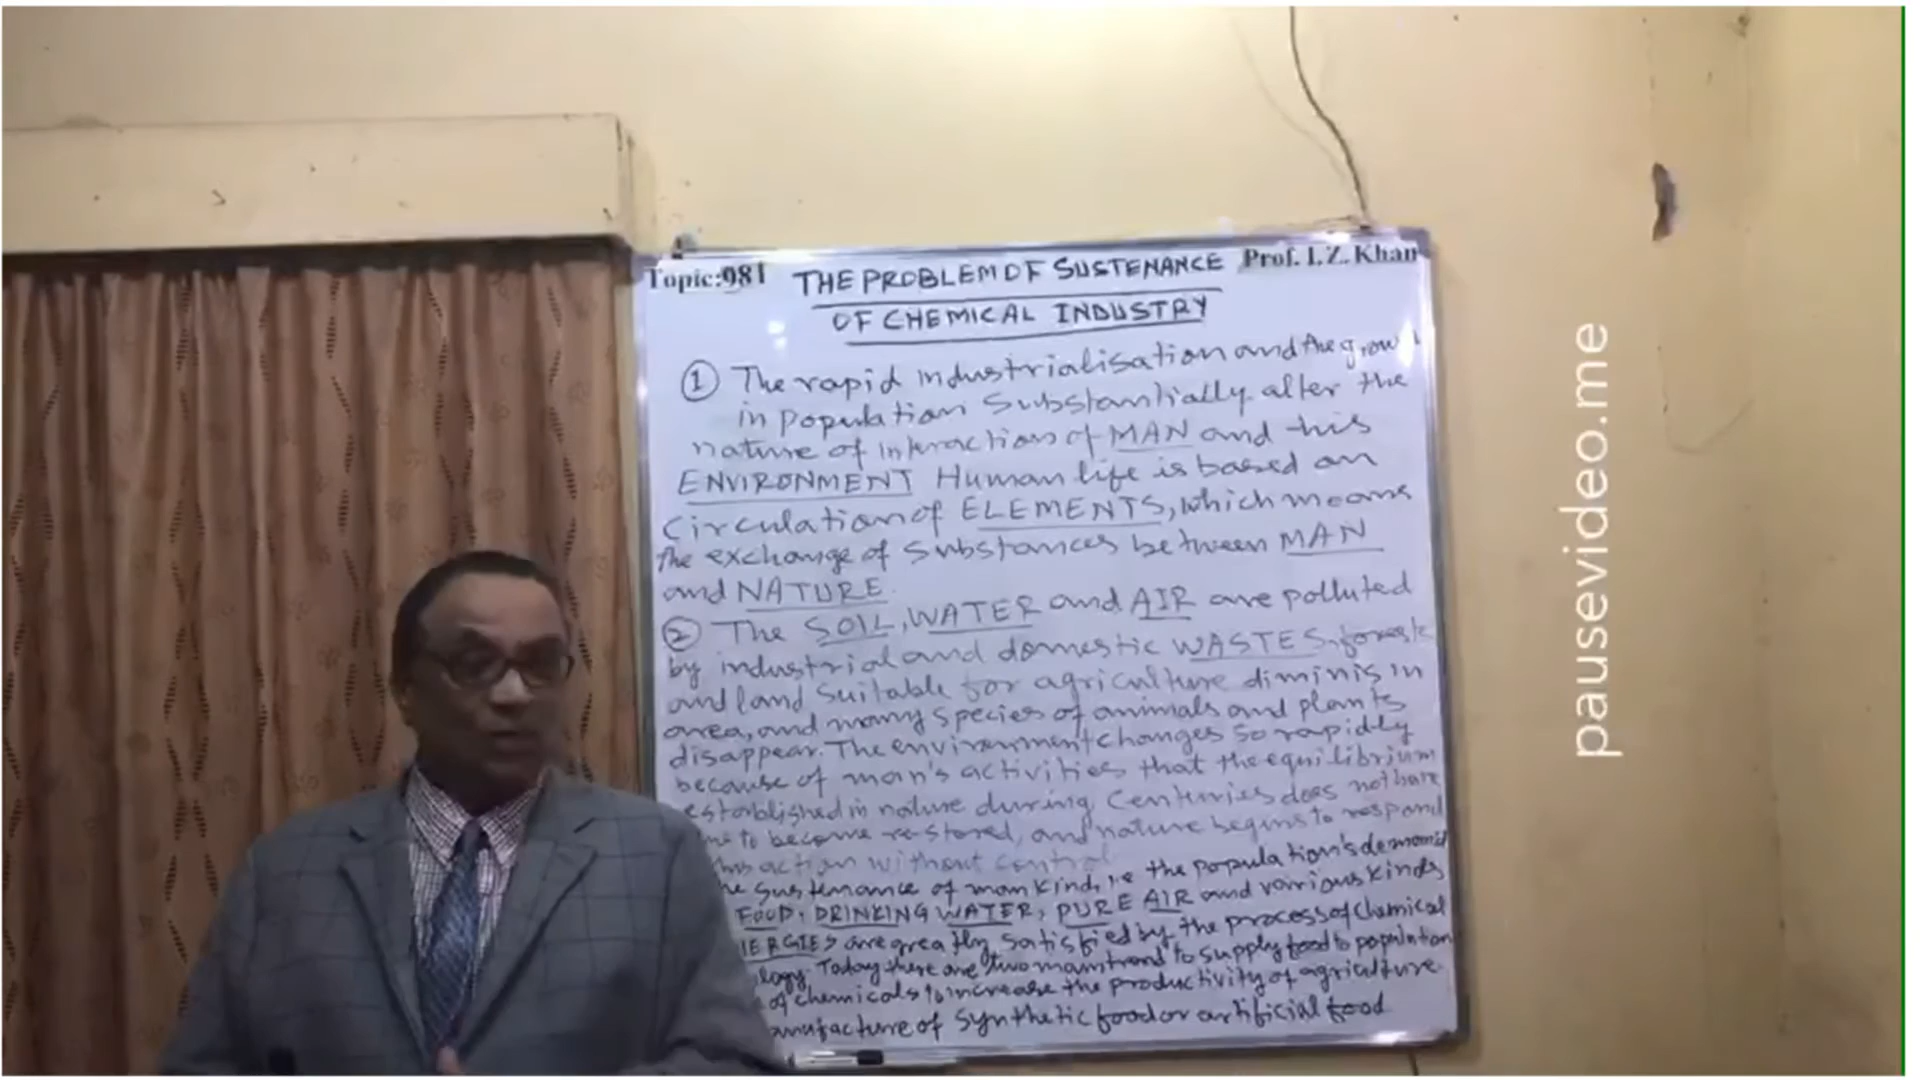 Topic:981 THE PROBLEM OF SUSTENANCE Prof. I.Z. Khan
OF CHEMICAL INDUSTRY
① The rapid industrialisation and the grow
in population substantially alter the
nature of interaction of MAN and his
ENVIRONMENT Human life is based on
Circulation of ELEMENTS, which means
the exchange of substances between MAN
and NATURE.
② The SOIL, WATER and AIR are polluted
by industrial and domestic WASTES, forests
and land suitable for agriculture diminis in
area, and many species of animals and plants
disappear. The environment changes so rapidly
because of man's activities that the equilibrium
established in nature during Centuries does not have
to become re-stored, and nature begins to respond
action without control
sustenance of mankind, i.e the population's demand
FOOD, DRINKING WATER, PURE AIR and various kinds
are greatly satisfied by the process of chemical
Today there are two main trend to supply food to population
of chemicals to increase the productivity of agriculture
of synthetic food or artificial food
pausevideo.me